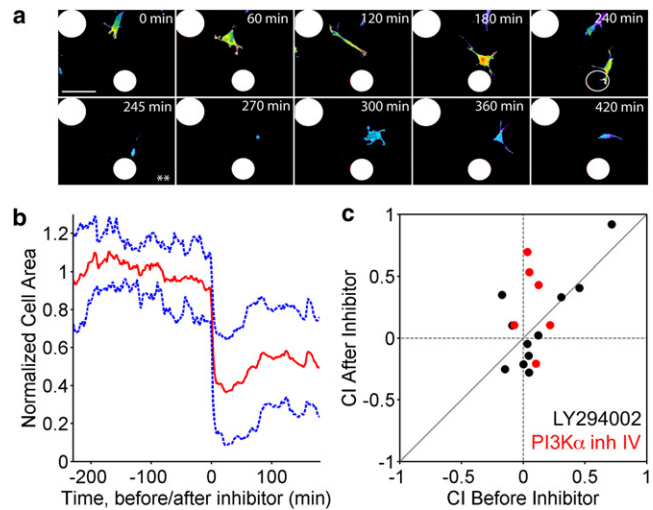 a
0 min
60 min
120 min
180 min
240 min
245 min
270 min
300 min
360 min
420 min
**
b
1.2
1
0.8
0.6
0.4
0.2
0
-200
-100
0
100
Normalized Cell Area
Time, before/after inhibitor (min)
c
1
0.5
0
-0.5
-1
-1
-0.5
0
0.5
1
CI After Inhibitor
LY294002
PI3Kα inh IV
CI Before Inhibitor